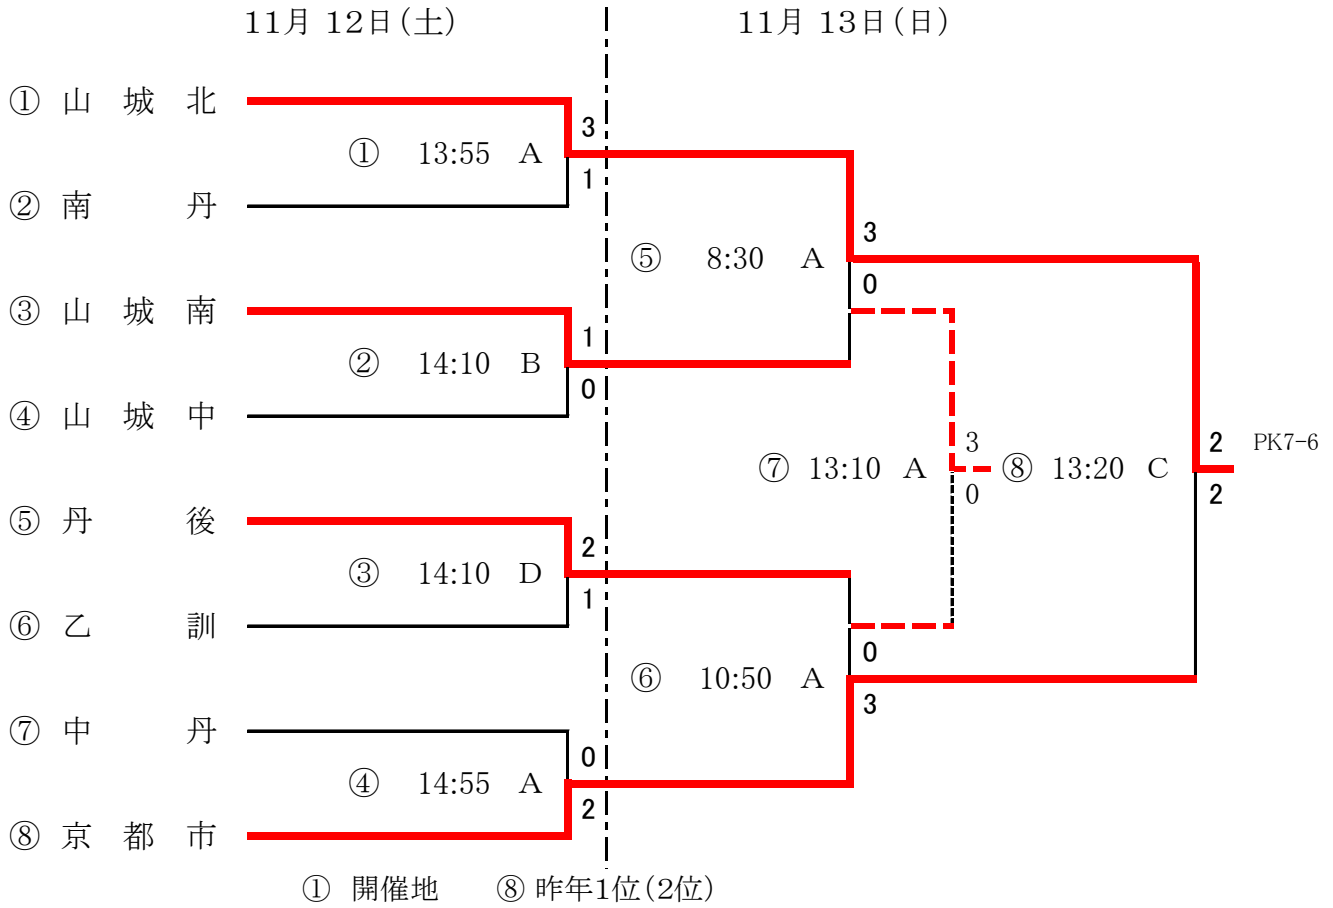 11月 12日(土) 11月 13日(日)
① 山 城 北
3
① 13:55 A
1
② 南 丹
3
⑤ 8:30 A
0
③ 山 城 南
1
② 14:10 B
0
④ 山 城 中
3
2 PK7-6
⑦ 13:10 A ⑧ 13:20 C
0
2
⑤ 丹 後
2
③ 14:10 D
1
⑥ 乙 訓
0
⑥ 10:50 A
3
⑦ 中 丹
0
④ 14:55 A
2
⑧ 京 都 市
① 開催地 ⑧ 昨年1位(2位)